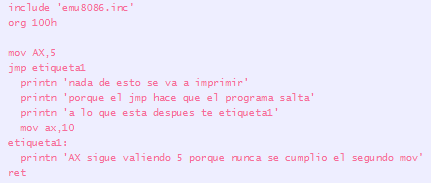 include 'emu8086.inc'
org 100h
mov AX,5
jmp etiqueta1
printn 'nada de esto se va a imprimir'
printn 'porque el jmp hace que el programa salta'
printn 'a lo que esta despues te etiqueta1'
mov ax,10
etiqueta1:
printn 'AX sigue valiendo 5 porque nunca se cumplio el segundo mov'
ret